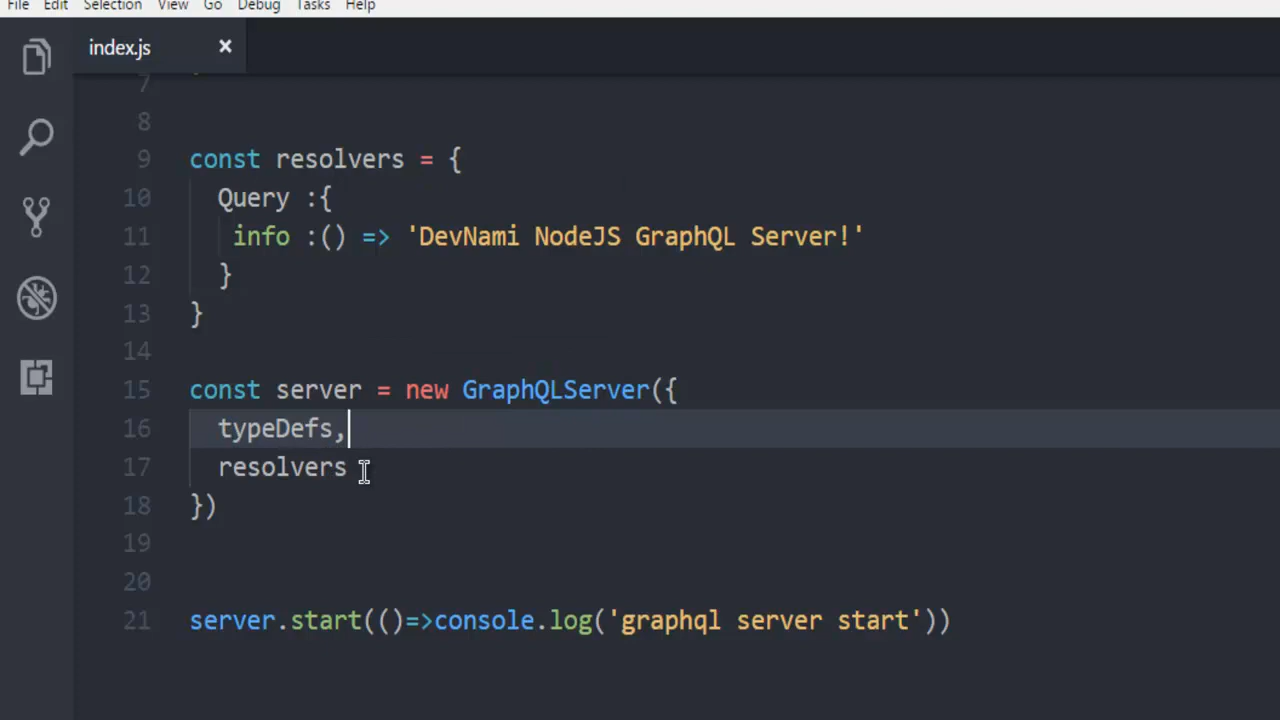 File Edit Selection View Go Debug Tasks Help
index.js ×
7
8
9 const resolvers = {
10 Query :{
11 info :() => 'DevNami NodeJS GraphQL Server!'
12 }
13 }
14
15 const server = new GraphQLServer({
16 typeDefs,
17 resolvers
18 })
19
20
21 server.start(()=>console.log('graphql server start'))